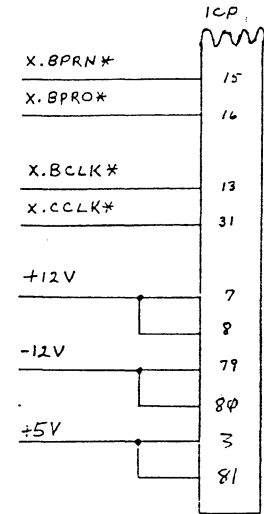 ICP
X.BPRN* 15
X.BPRO* 16
X.BCLK* 13
X.CCLK* 31
+12V 7
8
-12V 79
80
+5V 3
81